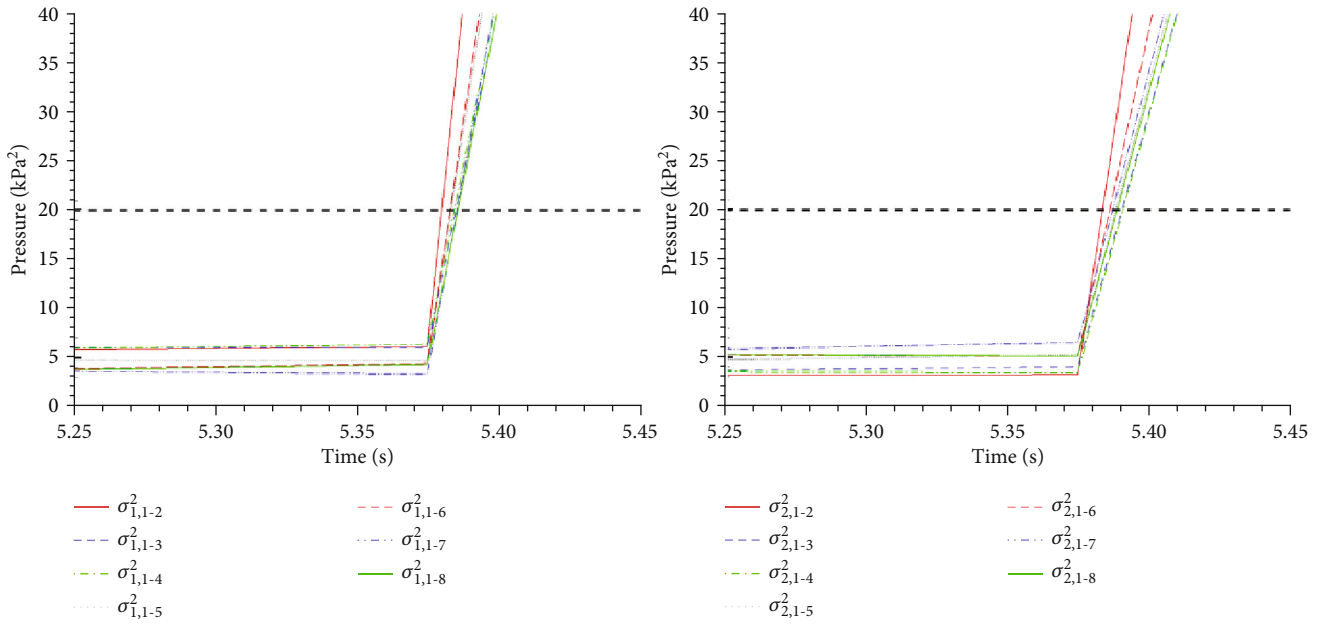 40
35
30
25
20
15
10
5
0
Pressure (kPa²)
5.25 5.30 5.35 5.40 5.45
Time (s)
σ²₁,₁₋₂
σ²₁,₁₋₃
σ²₁,₁₋₄
σ²₁,₁₋₅
σ²₁,₁₋₆
σ²₁,₁₋₇
σ²₁,₁₋₈
40
35
30
25
20
15
10
5
0
Pressure (kPa²)
5.25 5.30 5.35 5.40 5.45
Time (s)
σ²₂,₁₋₂
σ²₂,₁₋₃
σ²₂,₁₋₄
σ²₂,₁₋₅
σ²₂,₁₋₆
σ²₂,₁₋₇
σ²₂,₁₋₈